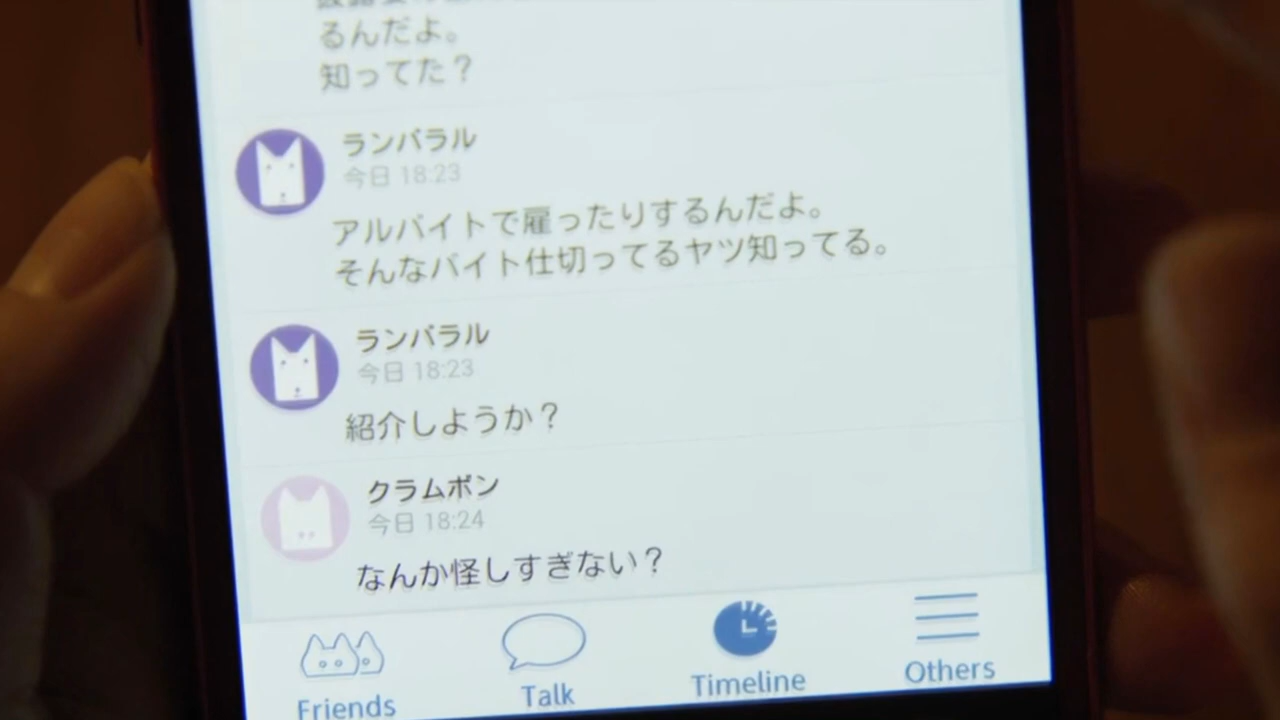 るんだよ。
知ってた？
ランバラル
今日 18:23
アルバイトで雇ったりするんだよ。
そんなバイト仕切ってるヤツ知ってる。
ランバラル
今日 18:23
紹介しようか？
クラムボン
今日 18:24
なんか怪しすぎない？
Friends
Talk
Timeline
Others